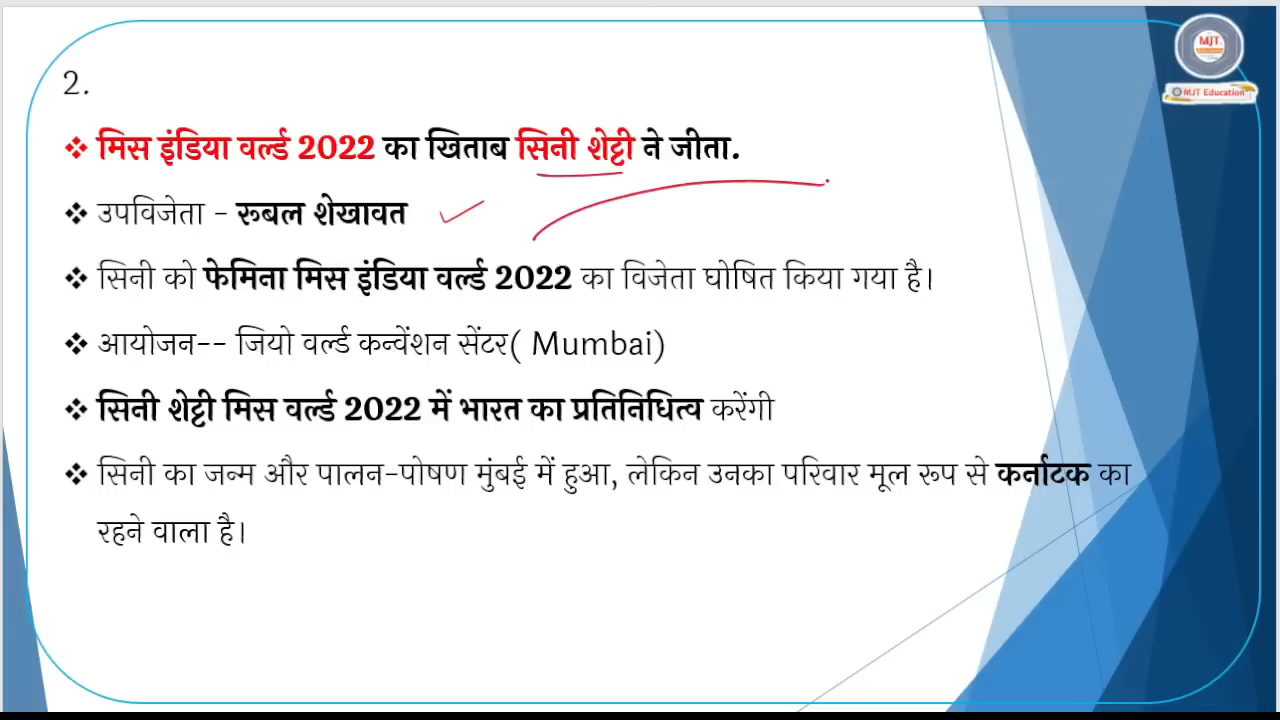 MJT
MJT Education
2.
❖ मिस इंडिया वर्ल्ड 2022 का खिताब सिनी शेट्टी ने जीता.
❖ उपविजेता - रूबल शेखावत
❖ सिनी को फेमिना मिस इंडिया वर्ल्ड 2022 का विजेता घोषित किया गया है।
❖ आयोजन-- जियो वर्ल्ड कन्वेंशन सेंटर( Mumbai)
❖ सिनी शेट्टी मिस वर्ल्ड 2022 में भारत का प्रतिनिधित्व करेंगी
❖ सिनी का जन्म और पालन-पोषण मुंबई में हुआ, लेकिन उनका परिवार मूल रूप से कर्नाटक का
रहने वाला है।